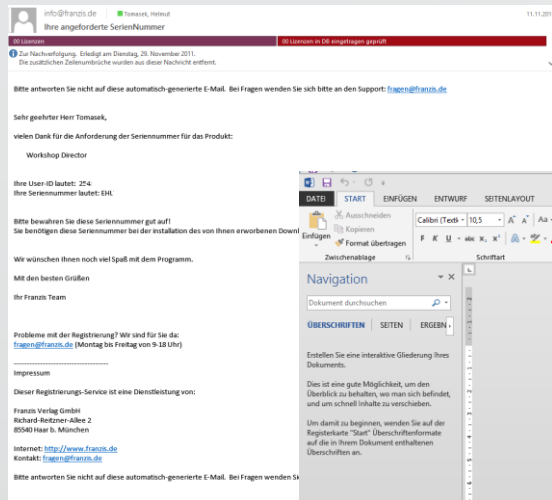 info@franzis.de Tomasek, Helmut
11.11.201
Ihre angeforderte SerienNummer
00 Lizenzen 00 Lizenzen in DB eingetragen geprüft
Zur Nachverfolgung. Erledigt am Dienstag, 29. November 2011.
Die zusätzlichen Zeilenumbrüche wurden aus dieser Nachricht entfernt.
Bitte antworten Sie nicht auf diese automatisch-generierte E-Mail. Bei Fragen wenden Sie sich bitte an den Support: fragen@franzis.de
Sehr geehrter Herr Tomasek,
vielen Dank für die Anforderung der Seriennummer für das Produkt:
Workshop Director
Ihre User-ID lautet: 254
Ihre Seriennummer lautet: EHL
Bitte bewahren Sie diese Seriennummer gut auf!
Sie benötigen diese Seriennummer bei der installation des von Ihnen erworbenen Downl
Wir wünschen Ihnen noch viel Spaß mit dem Programm.
Mit den besten Grüßen
Ihr Franzis Team
Probleme mit der Registrierung? Wir sind für Sie da:
fragen@franzis.de (Montag bis Freitag von 9-18 Uhr)
--------------------------------
Impressum
Dieser Registrierungs-Service ist eine Dienstleistung von:
Franzis Verlag GmbH
Richard-Reitzner-Allee 2
85540 Haar b. München
Internet: http://www.franzis.de
Kontakt: fragen@franzis.de
Bitte antworten Sie nicht auf diese automatisch-generierte E-Mail. Bei Fragen wenden Si
DATEI START EINFÜGEN ENTWURF SEITENLAYOUT
Einfügen
Ausschneiden
Kopieren
Format übertragen
Zwischenablage
Calibri (Textk 10,5 A A Aa
F K U abc x₂ x² A
Schriftart
Navigation
Dokument durchsuchen
ÜBERSCHRIFTEN SEITEN ERGEBN
Erstellen Sie eine interaktive Gliederung Ihres
Dokuments.
Dies ist eine gute Möglichkeit, um den
Überblick zu behalten, wo man sich befindet,
und um schnell Inhalte zu verschieben.
Um damit zu beginnen, wenden Sie auf der
Registerkarte "Start" Überschriftenformate
auf die in Ihrem Dokument enthaltenen
Überschriften an.